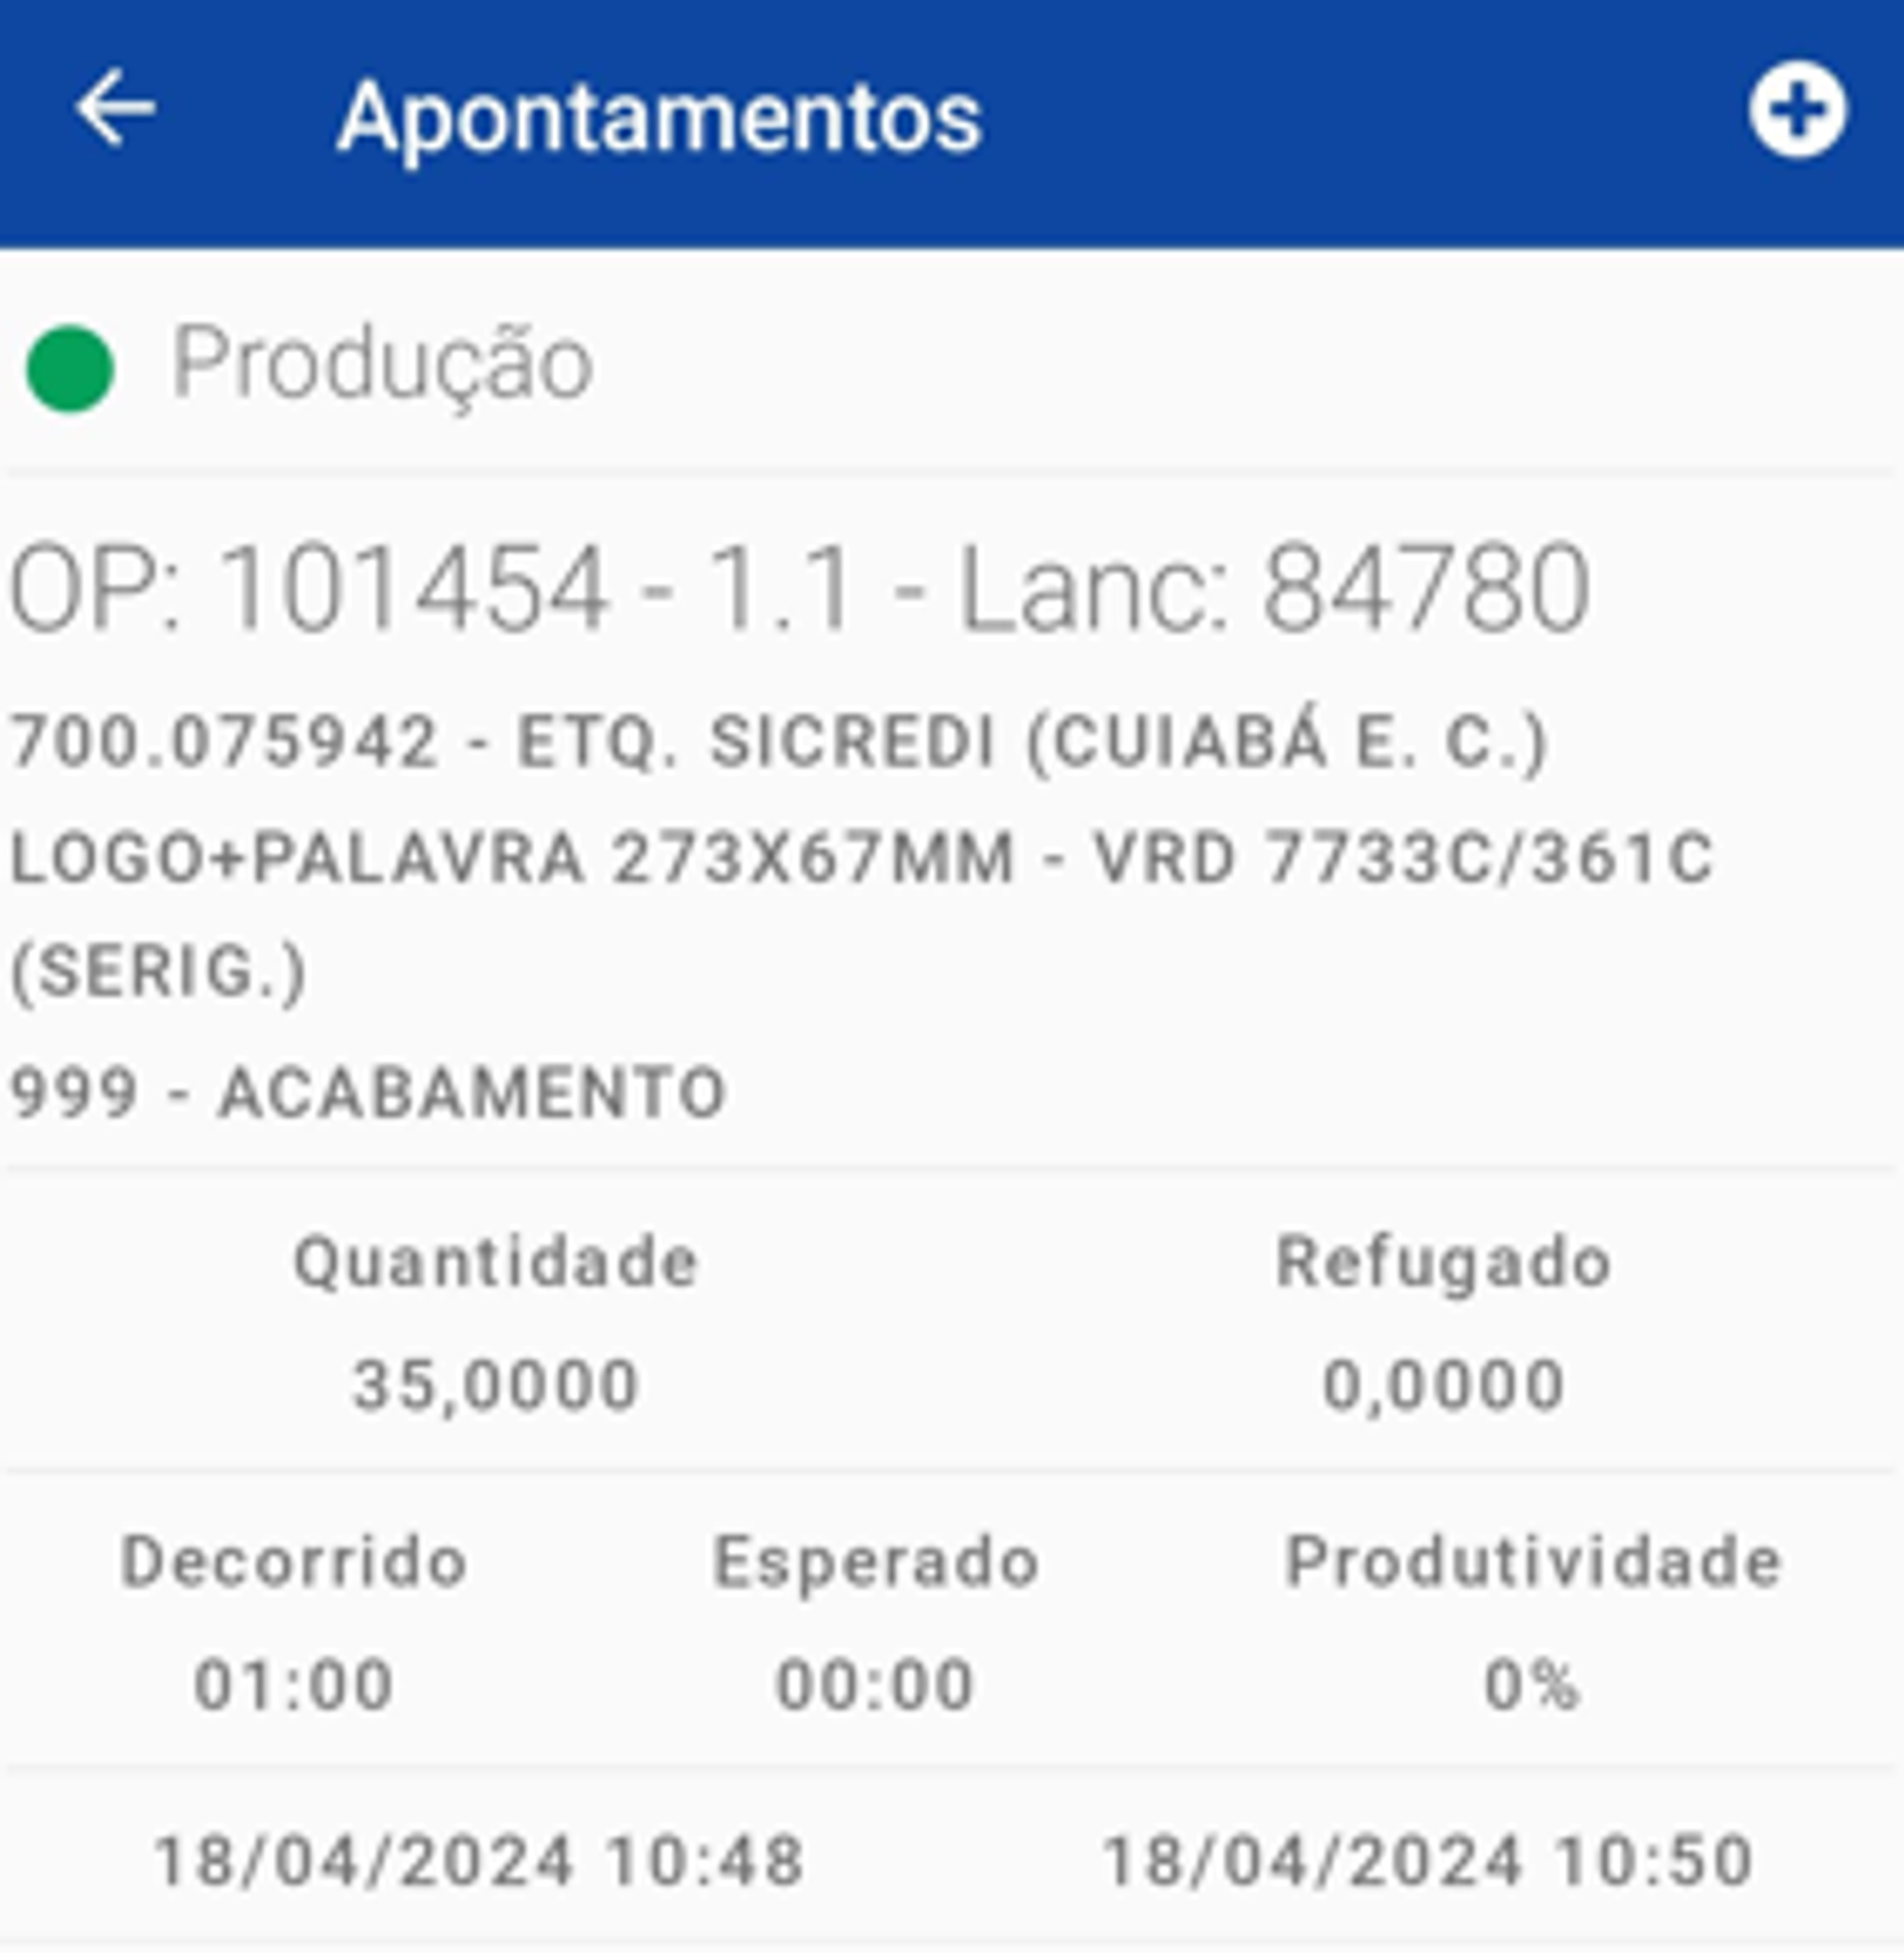 Apontamentos
Produção
OP: 101454 - 1.1 - Lanc: 84780
700.075942 - ETQ. SICREDI (CUIABÁ E. C.)
LOGO+PALAVRA 273X67MM - VRD 7733C/361C
(SERIG.)
999 - ACABAMENTO
Quantidade Refugado
35,0000 0,0000
Decorrido Esperado Produtividade
01:00 00:00 0%
18/04/2024 10:48 18/04/2024 10:50